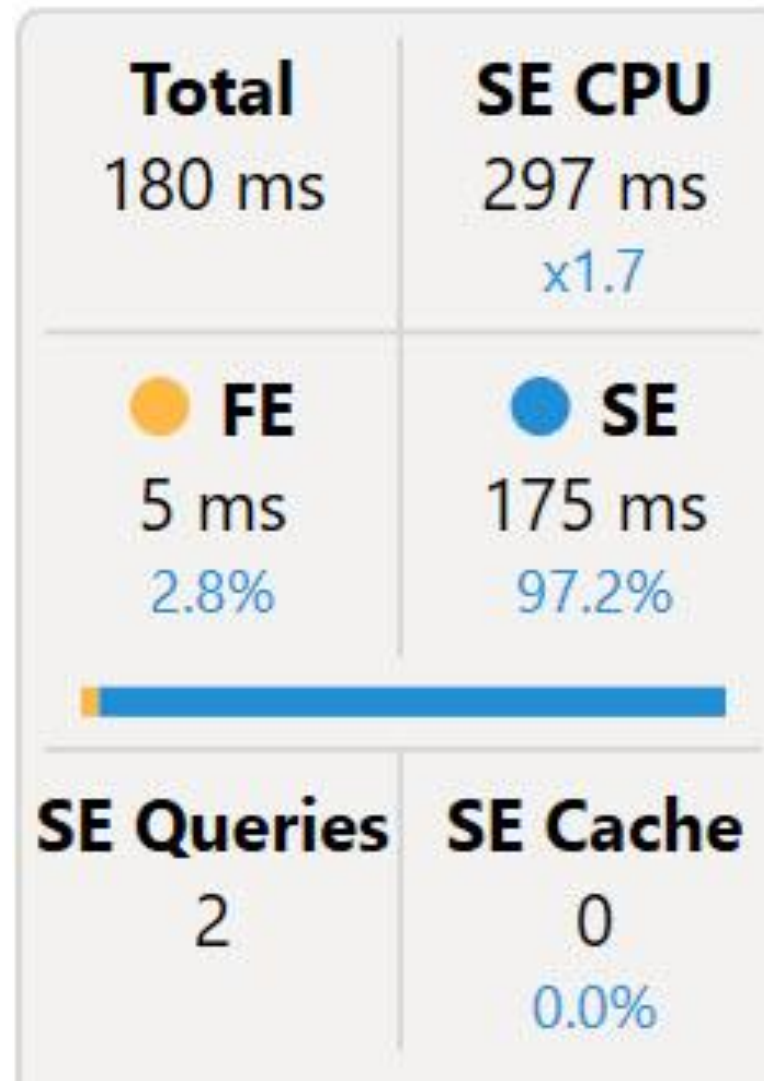 Total
180 ms
SE CPU
297 ms
x1.7
FE
5 ms
2.8%
SE
175 ms
97.2%
SE Queries
2
SE Cache
0
0.0%